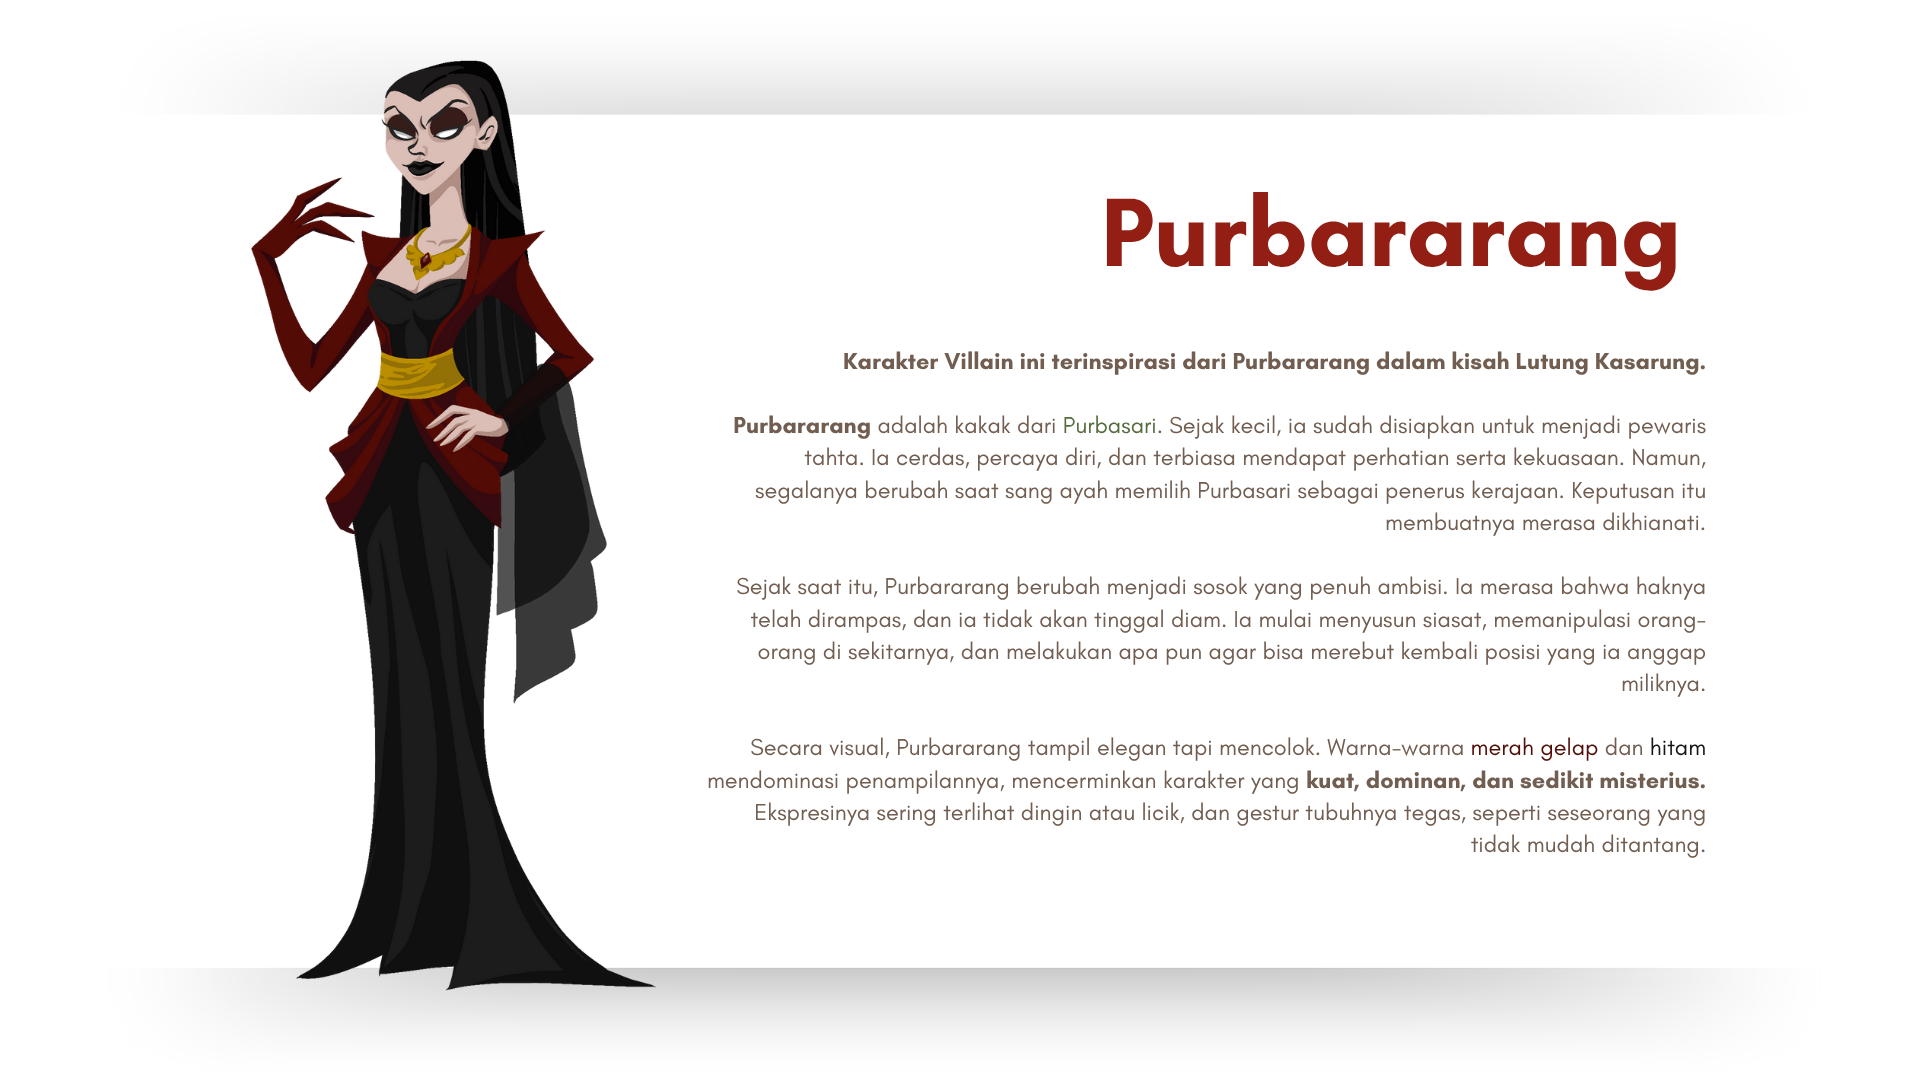 Purbararang
Karakter Villain ini terinspirasi dari Purbararang dalam kisah Lutung Kasarung.
Purbararang adalah kakak dari Purbasari. Sejak kecil, ia sudah disiapkan untuk menjadi pewaris
tahta. Ia cerdas, percaya diri, dan terbiasa mendapat perhatian serta kekuasaan. Namun,
segalanya berubah saat sang ayah memilih Purbasari sebagai penerus kerajaan. Keputusan itu
membuatnya merasa dikhianati.
Sejak saat itu, Purbararang berubah menjadi sosok yang penuh ambisi. Ia merasa bahwa haknya
telah dirampas, dan ia tidak akan tinggal diam. Ia mulai menyusun siasat, memanipulasi orang-
orang di sekitarnya, dan melakukan apa pun agar bisa merebut kembali posisi yang ia anggap
miliknya.
Secara visual, Purbararang tampil elegan tapi mencolok. Warna-warna merah gelap dan hitam
mendominasi penampilannya, mencerminkan karakter yang kuat, dominan, dan sedikit misterius.
Ekspresinya sering terlihat dingin atau licik, dan gestur tubuhnya tegas, seperti seseorang yang
tidak mudah ditantang.